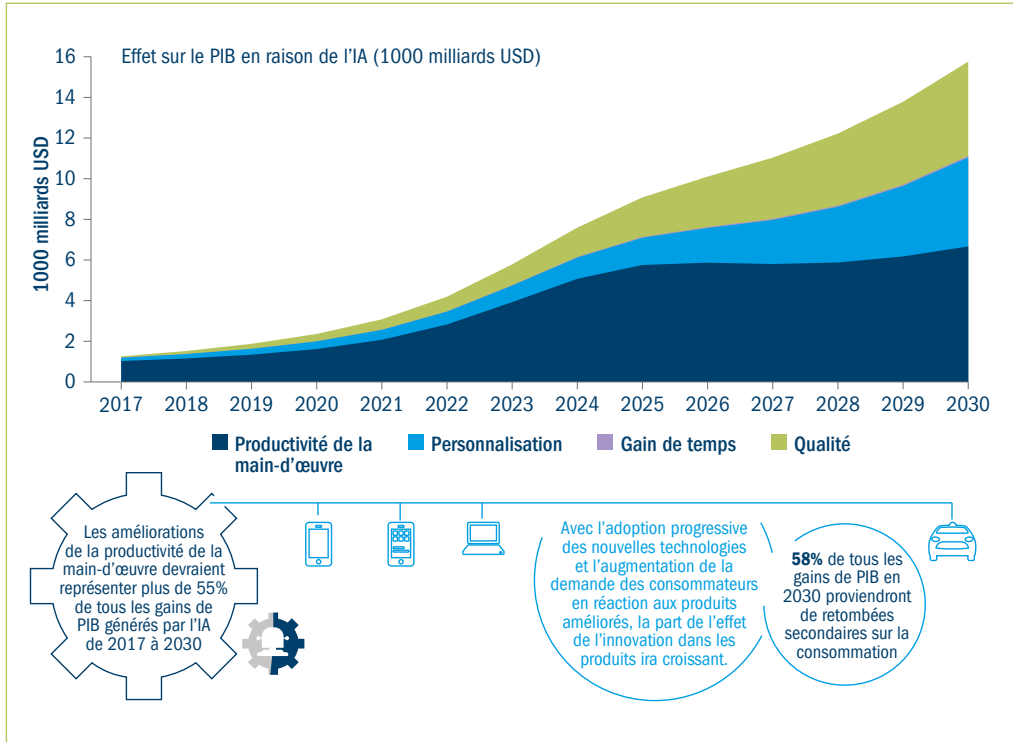 Effet sur le PIB en raison de l’IA (1000 milliards USD)
1000 milliards USD
16
14
12
10
8
6
4
2
0
2017 2018 2019 2020 2021 2022 2023 2024 2025 2026 2027 2028 2029 2030
Productivité de la
main-d’œuvre
Personnalisation
Gain de temps
Qualité
Les améliorations
de la productivité de la
main-d’œuvre devraient
représenter plus de 55%
de tous les gains de
PIB générés par l’IA
de 2017 à 2030
Avec l’adoption progressive
des nouvelles technologies
et l’augmentation de la
demande des consommateurs
en réaction aux produits
améliorés, la part de l’effet
de l’innovation dans les
produits ira croissant.
58% de tous les
gains de PIB en
2030 proviendront
de retombées
secondaires sur la
consommation